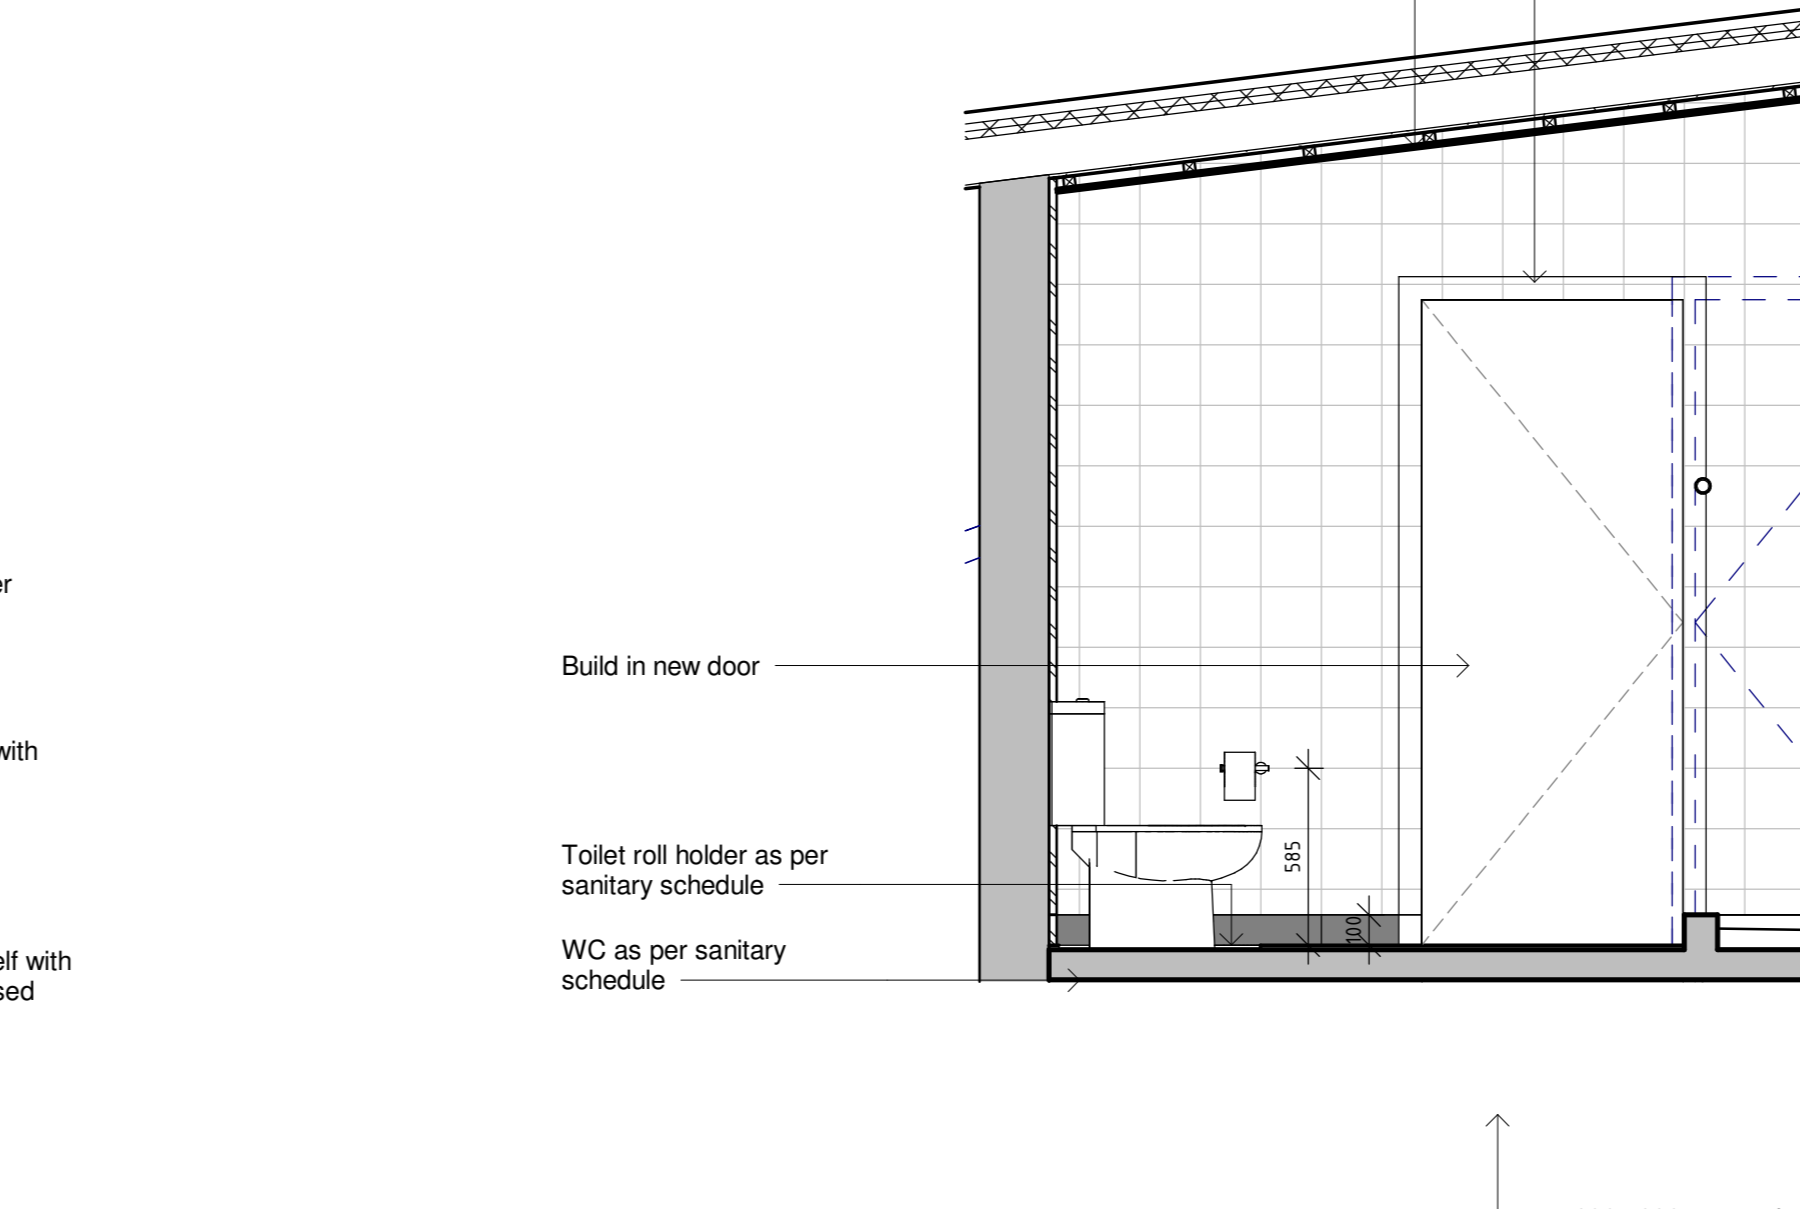 er
Build in new door
with
Toilet roll holder as per
sanitary schedule
585
100
WC as per sanitary
schedule
elf with
sed